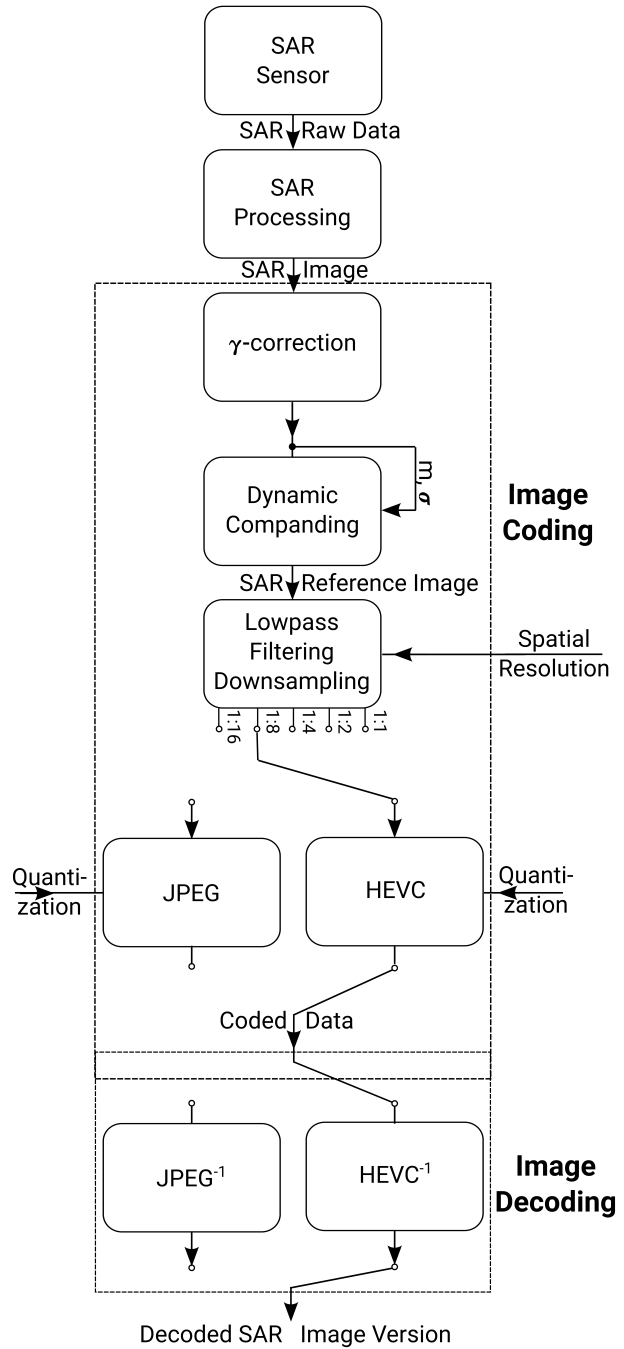 SAR
Sensor
SAR Raw Data
SAR
Processing
SAR Image
γ-correction
m, σ
Dynamic
Companding
Image
Coding
SAR Reference Image
Lowpass
Filtering
Downsampling
Spatial
Resolution
1:16 1:8 1:4 1:2 1:1
Quanti-
zation
JPEG
HEVC
Quanti-
zation
Coded Data
JPEG⁻¹
HEVC⁻¹
Image
Decoding
Decoded SAR Image Version